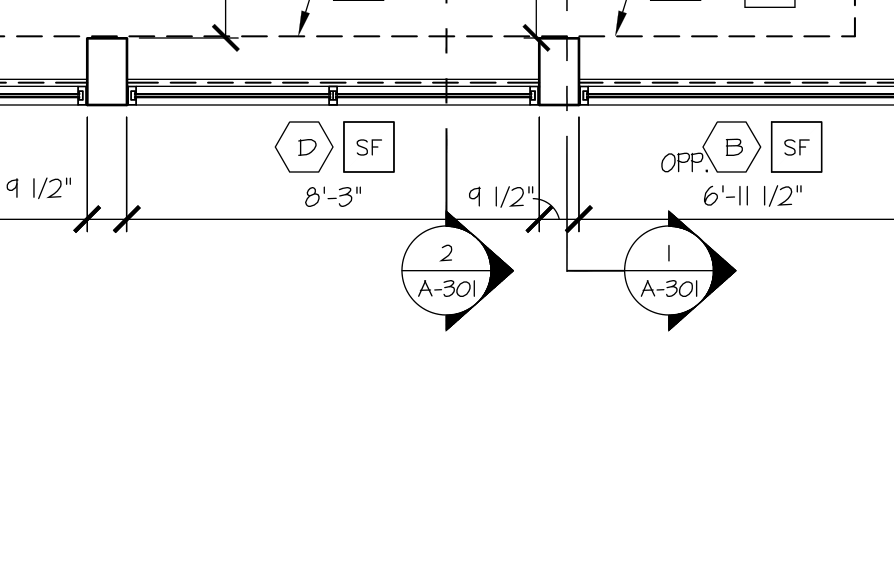 D SF
OPP. B SF
9 1/2" 8'-3" 9 1/2" 6'-11 1/2"
2
A-301
1
A-301